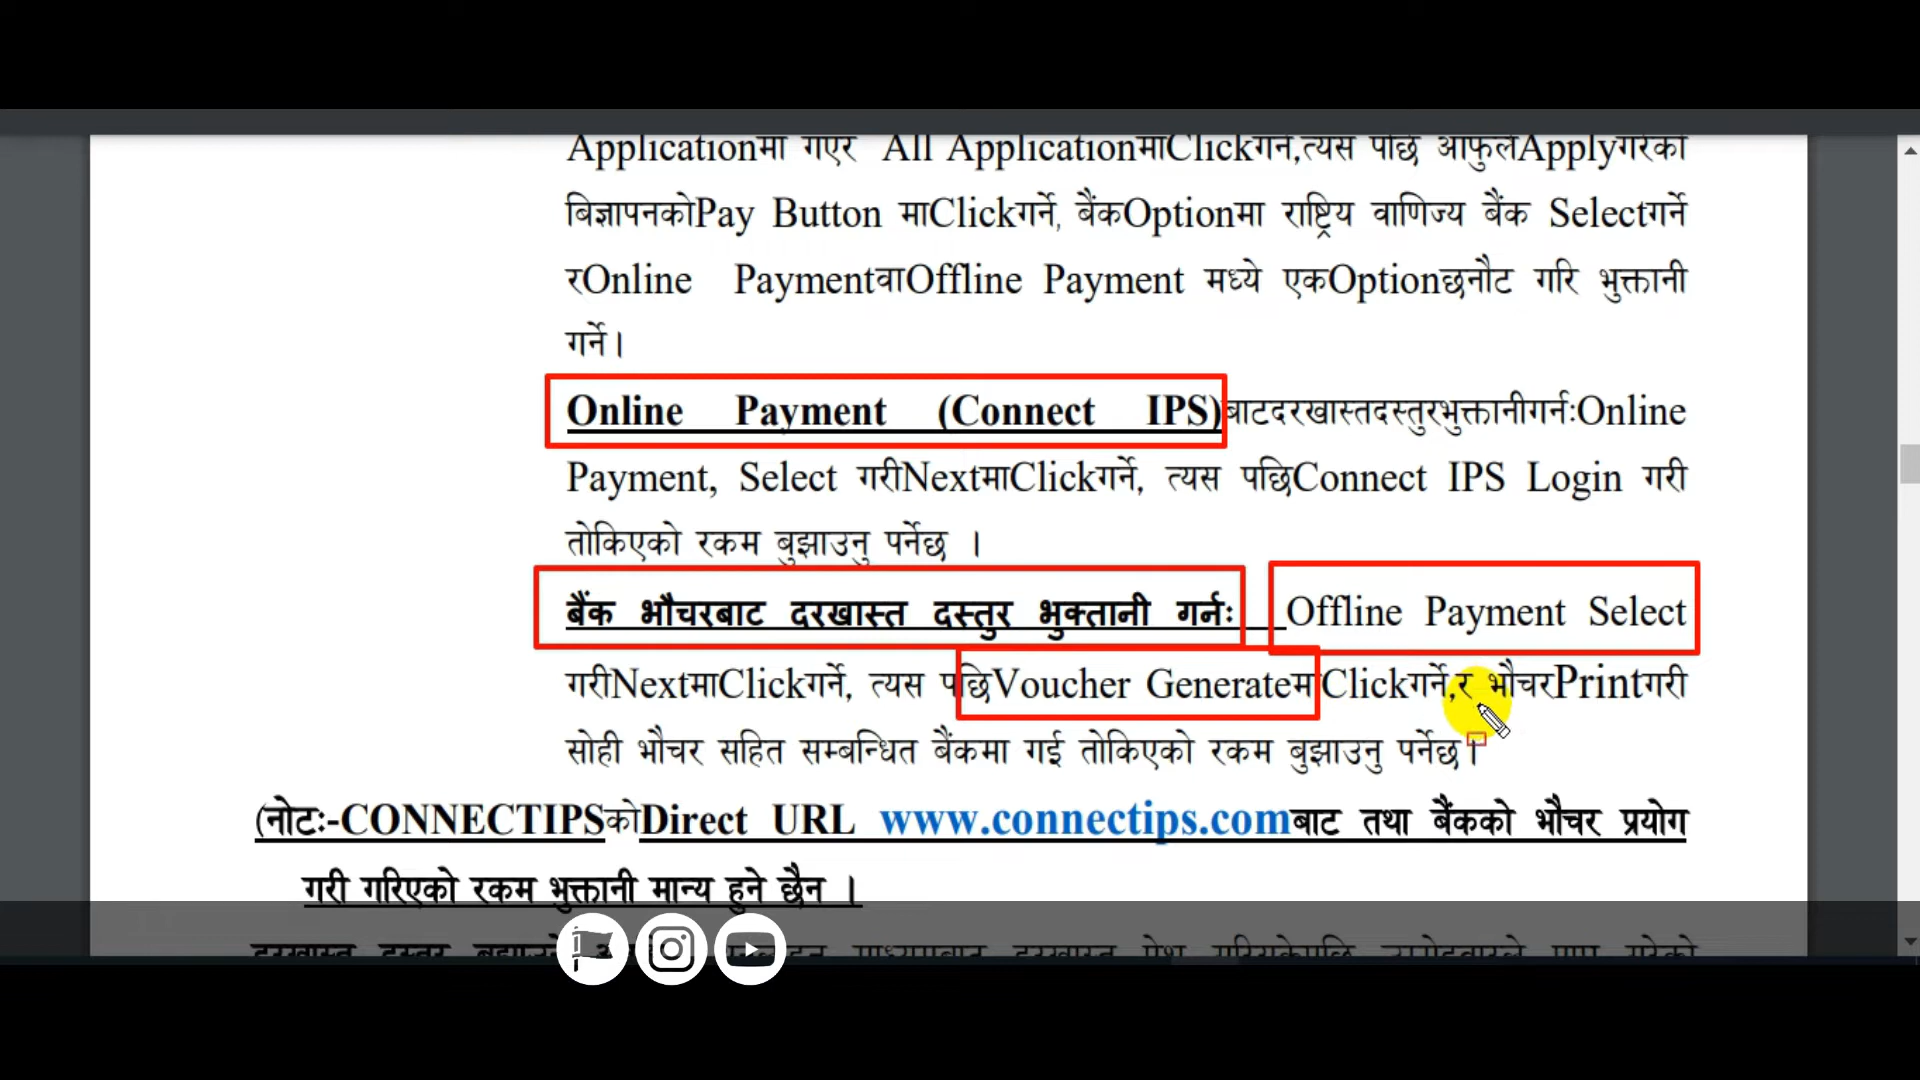 Applicationमा गएर All ApplicationमाClickगर्ने,त्यस पछि आफुलेApplyगरेको
बिज्ञापनकोPay Button माClickगर्ने, बैंकOptionमा राष्ट्रिय वाणिज्य बैंक Selectगर्ने
रOnline PaymentवाOffline Payment मध्ये एकOptionछनौट गरि भुक्तानी
गर्ने।
Online Payment (Connect IPS)बाटदरखास्तदस्तुरभुक्तानीगर्नःOnline
Payment, Select गरीNextमाClickगर्ने, त्यस पछिConnect IPS Login गरी
तोकिएको रकम बुझाउनु पर्नेछ ।
बैंक भौचरबाट दरखास्त दस्तुर भुक्तानी गर्नः Offline Payment Select
गरीNextमाClickगर्ने, त्यस पछिVoucher Generateमा Clickगर्ने,र भौचरPrintगरी
सोही भौचर सहित सम्बन्धित बैंकमा गई तोकिएको रकम बुझाउनु पर्नेछ।
(नोटः-CONNECTIPSकोDirect URL www.connectips.comबाट तथा बैंकको भौचर प्रयोग
गरी गरिएको रकम भुक्तानी मान्य हुने छैन ।